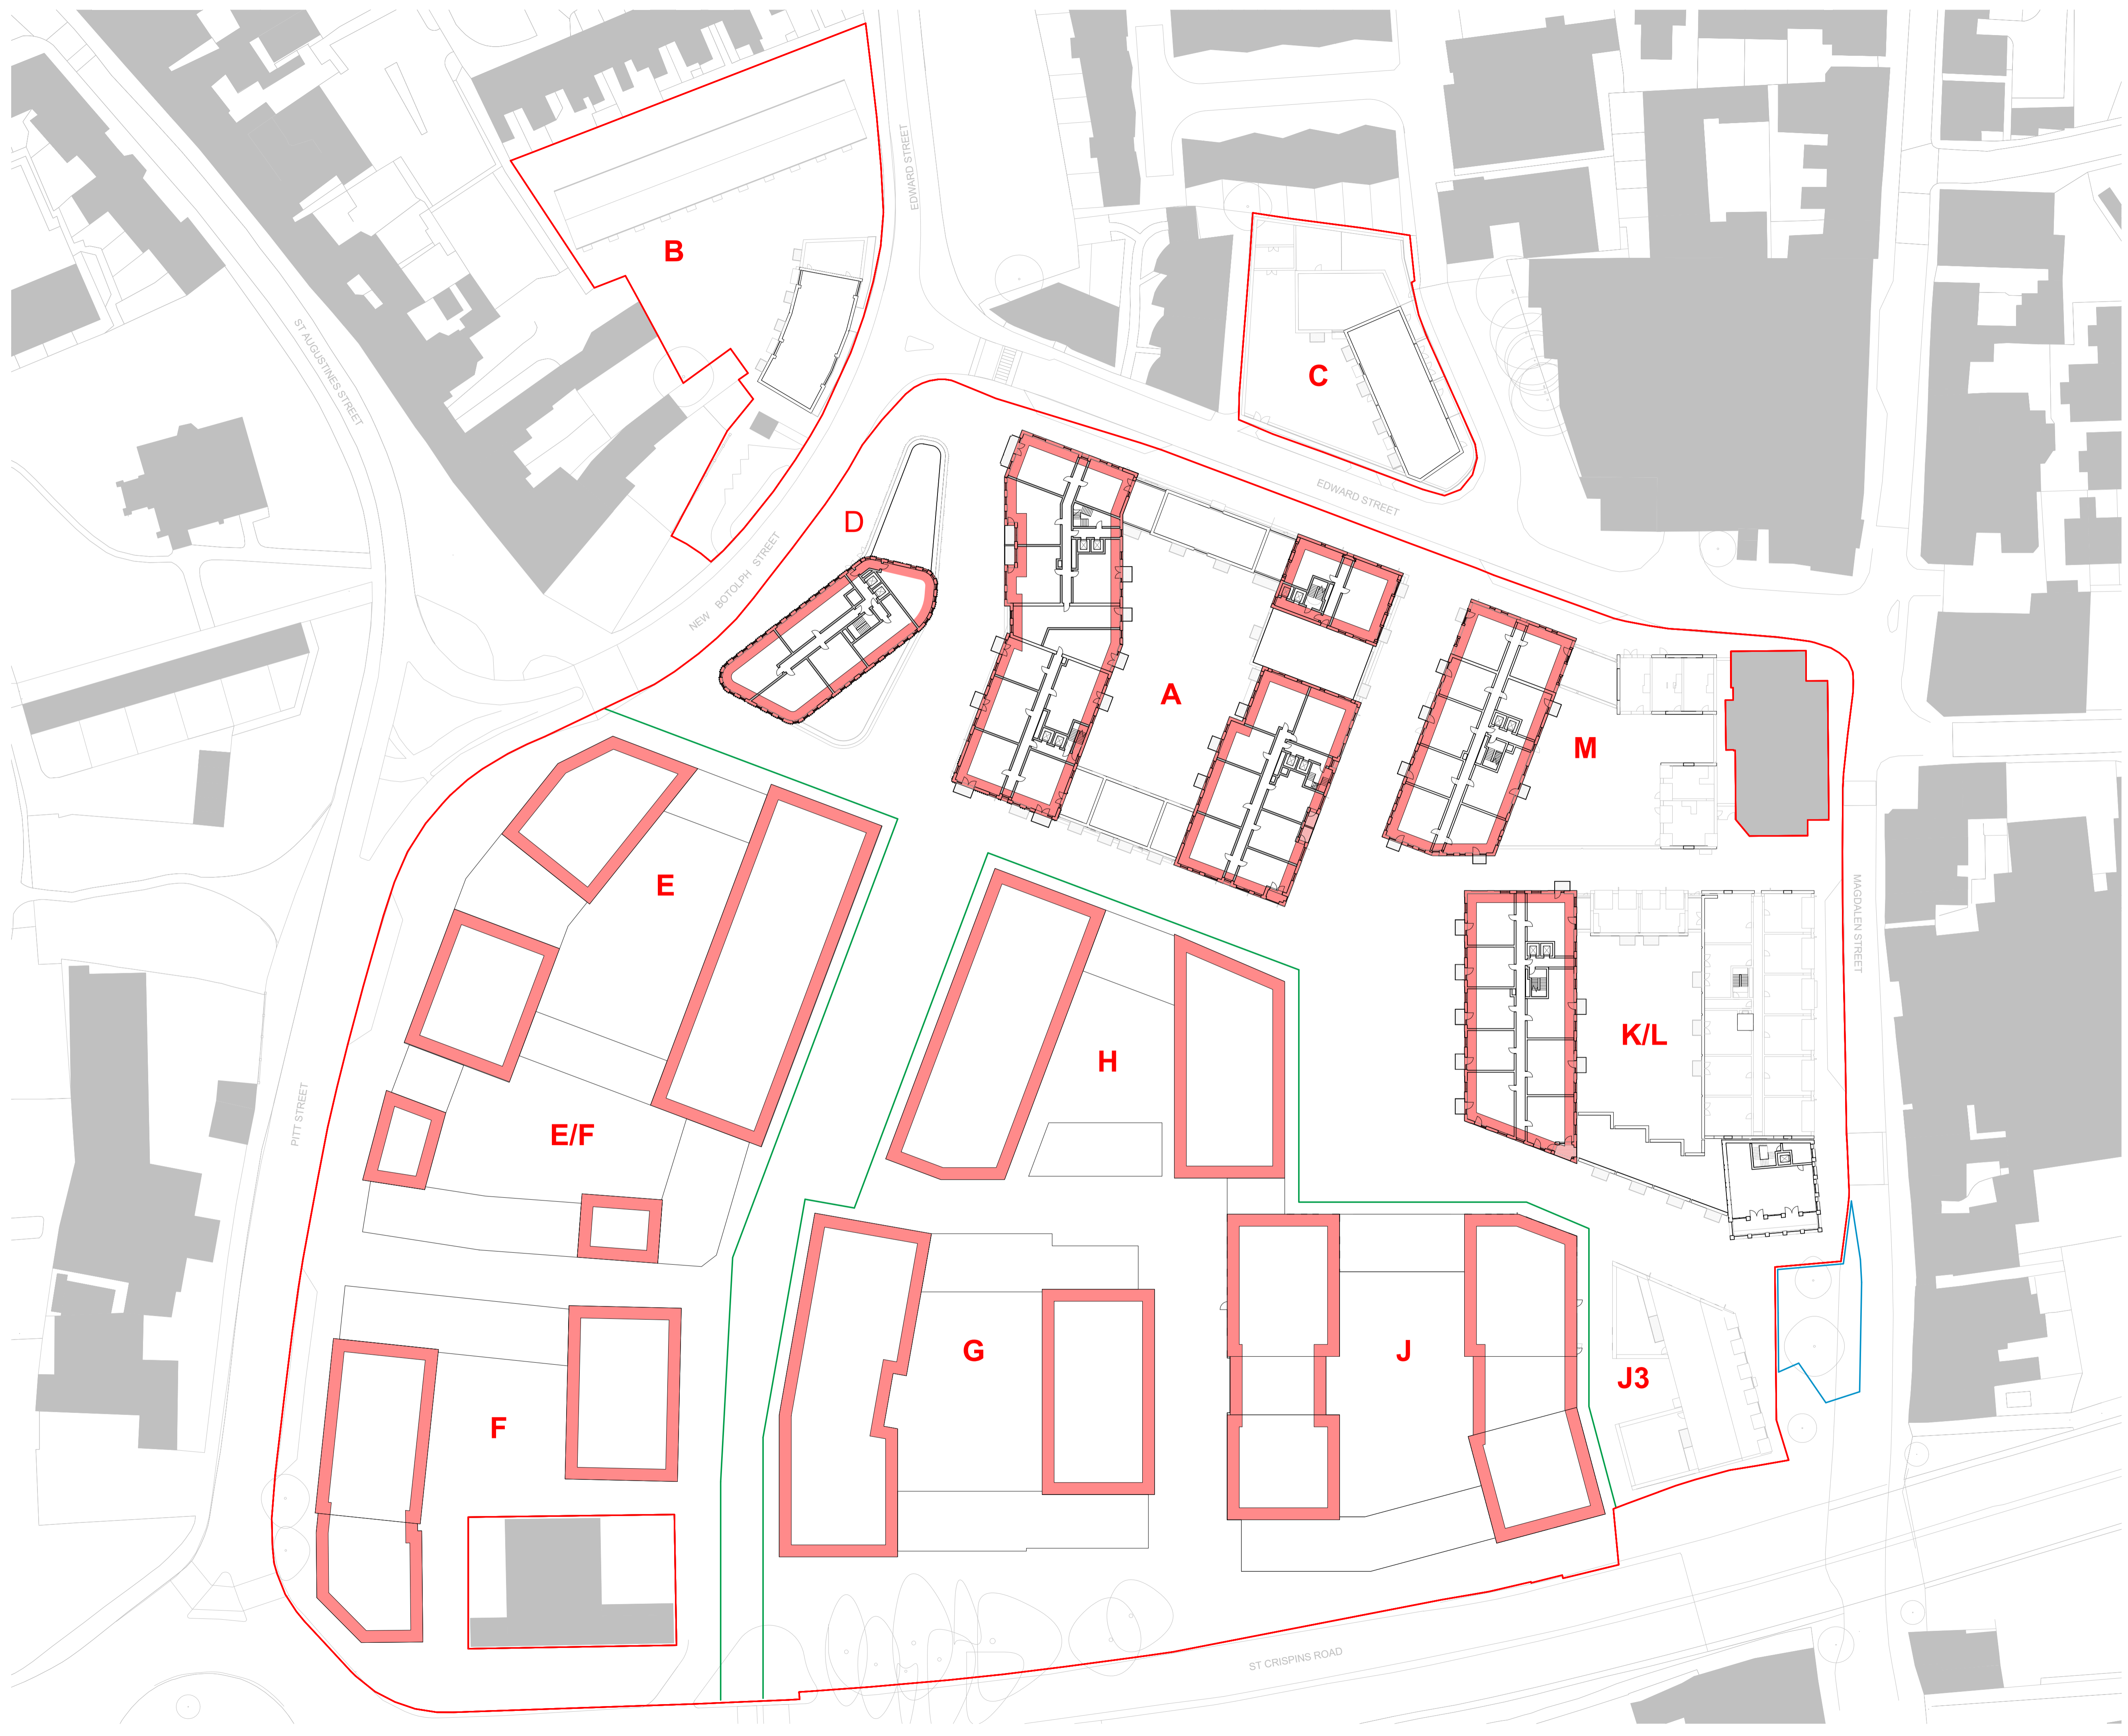 EDWARD STREET
B
ST AUGUSTINES STREET
C
EDWARD STREET
D
NEW BOTOLPH STREET
A
M
E
MAGDALEN STREET
K/L
H
PITT STREET
E/F
G
J
J3
F
ST CRISPINS ROAD